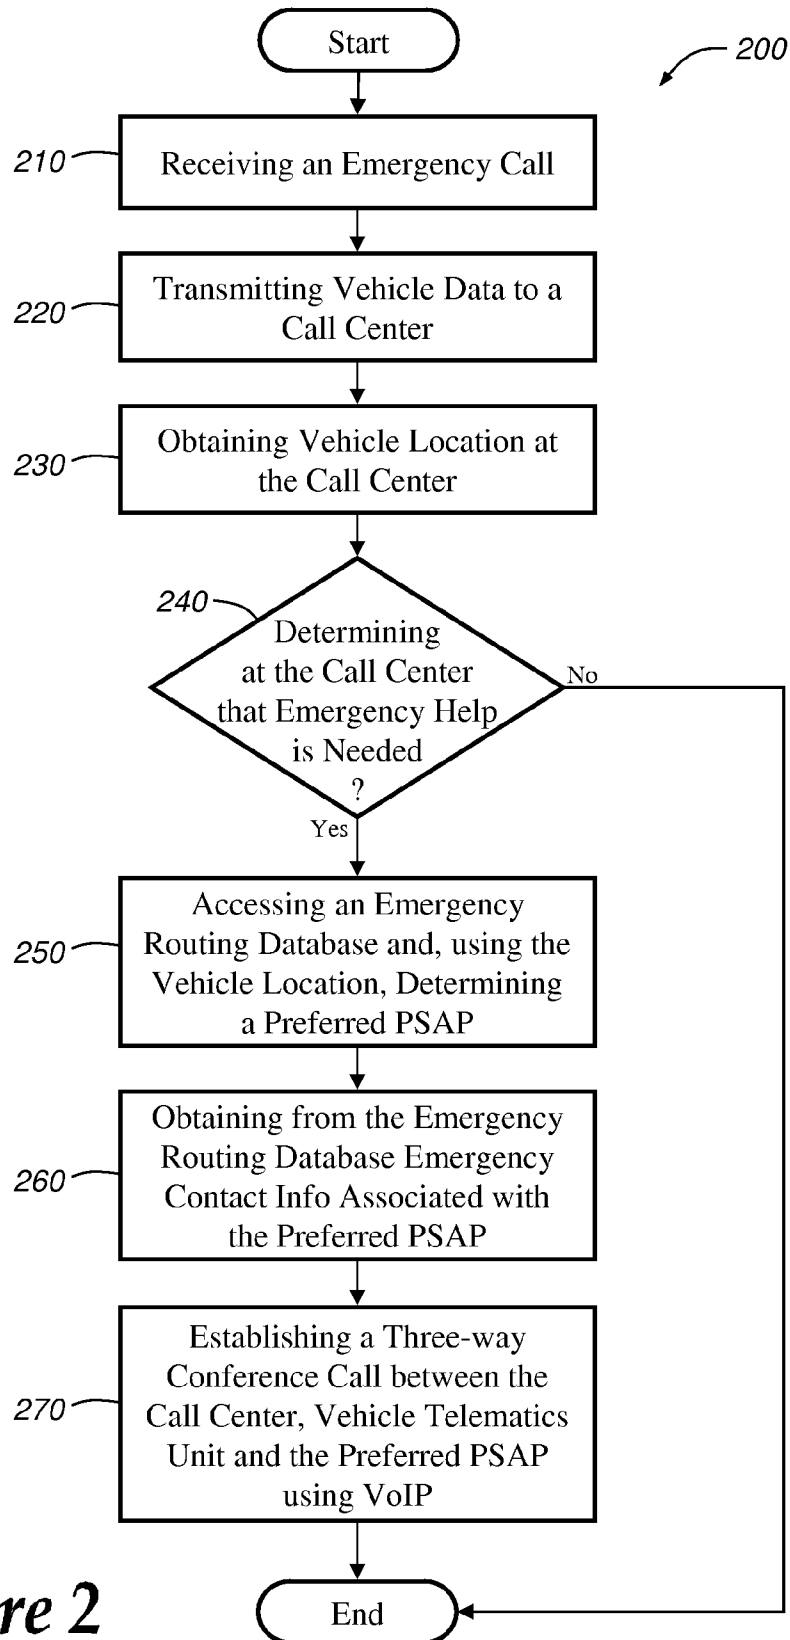 Start
200
210
Receiving an Emergency Call
220
Transmitting Vehicle Data to a
Call Center
230
Obtaining Vehicle Location at
the Call Center
240
Determining
at the Call Center
that Emergency Help
is Needed
?
No
Yes
250
Accessing an Emergency
Routing Database and, using the
Vehicle Location, Determining
a Preferred PSAP
260
Obtaining from the Emergency
Routing Database Emergency
Contact Info Associated with
the Preferred PSAP
270
Establishing a Three-way
Conference Call between the
Call Center, Vehicle Telematics
Unit and the Preferred PSAP
using VoIP
End
re 2